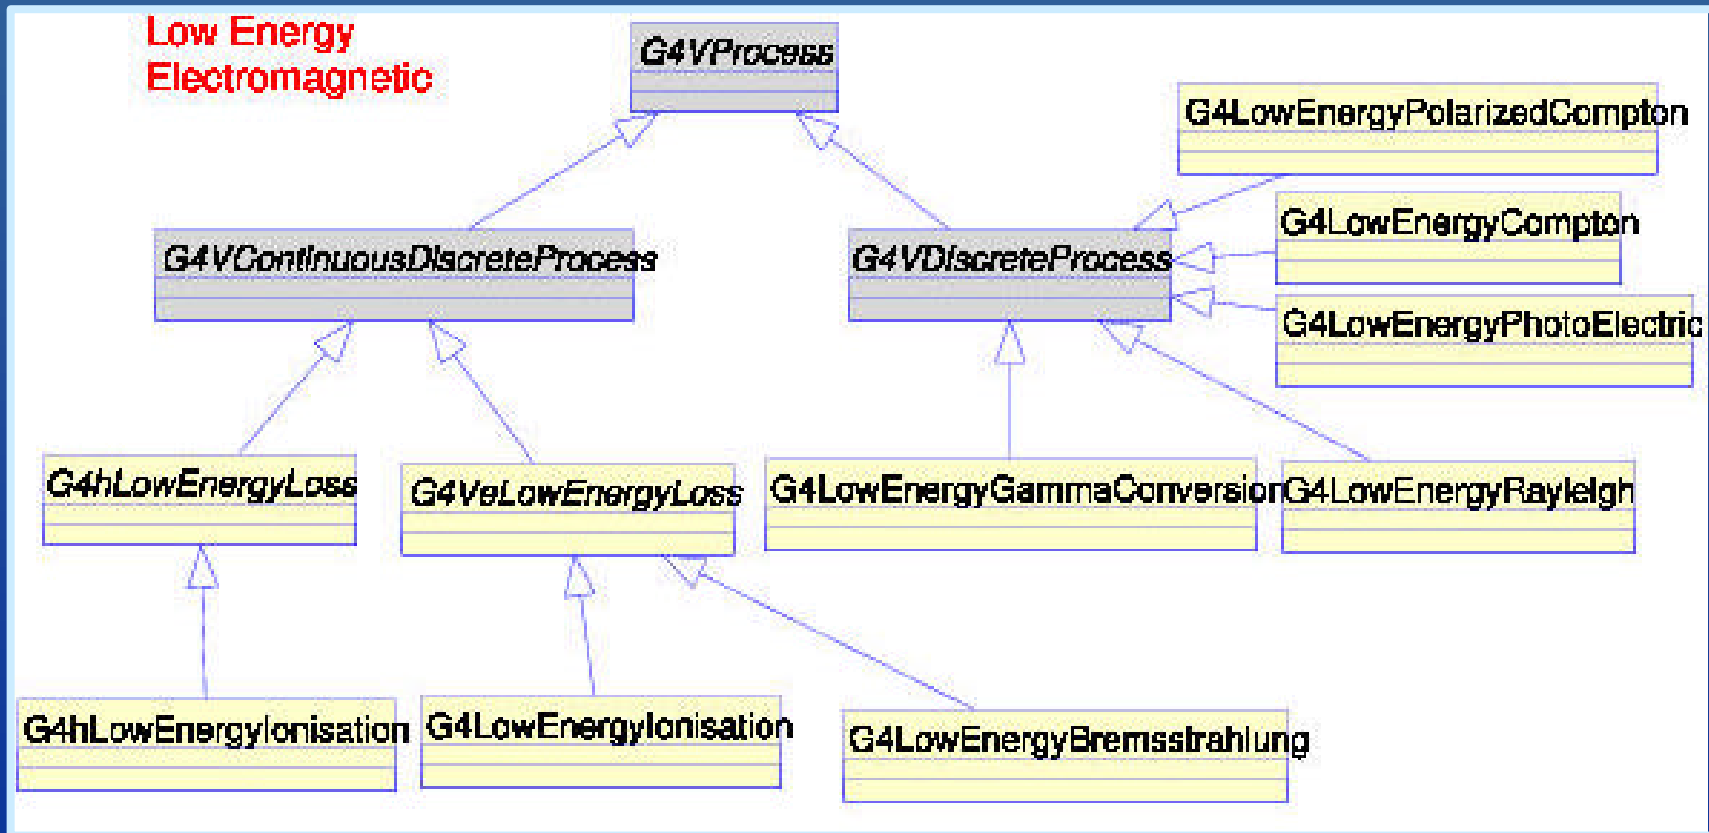 Low Energy
Electromagnetic
G4VProcess
G4LowEnergyPolarizedCompton
G4LowEnergyCompton
G4VContinuousDiscreteProcess
G4VDiscreteProcess
G4LowEnergyPhotoElectric
G4hLowEnergyLoss
G4VeLowEnergyLoss
G4LowEnergyGammaConversion
G4LowEnergyRayleigh
G4hLowEnergyIonisation
G4LowEnergyIonisation
G4LowEnergyBremsstrahlung